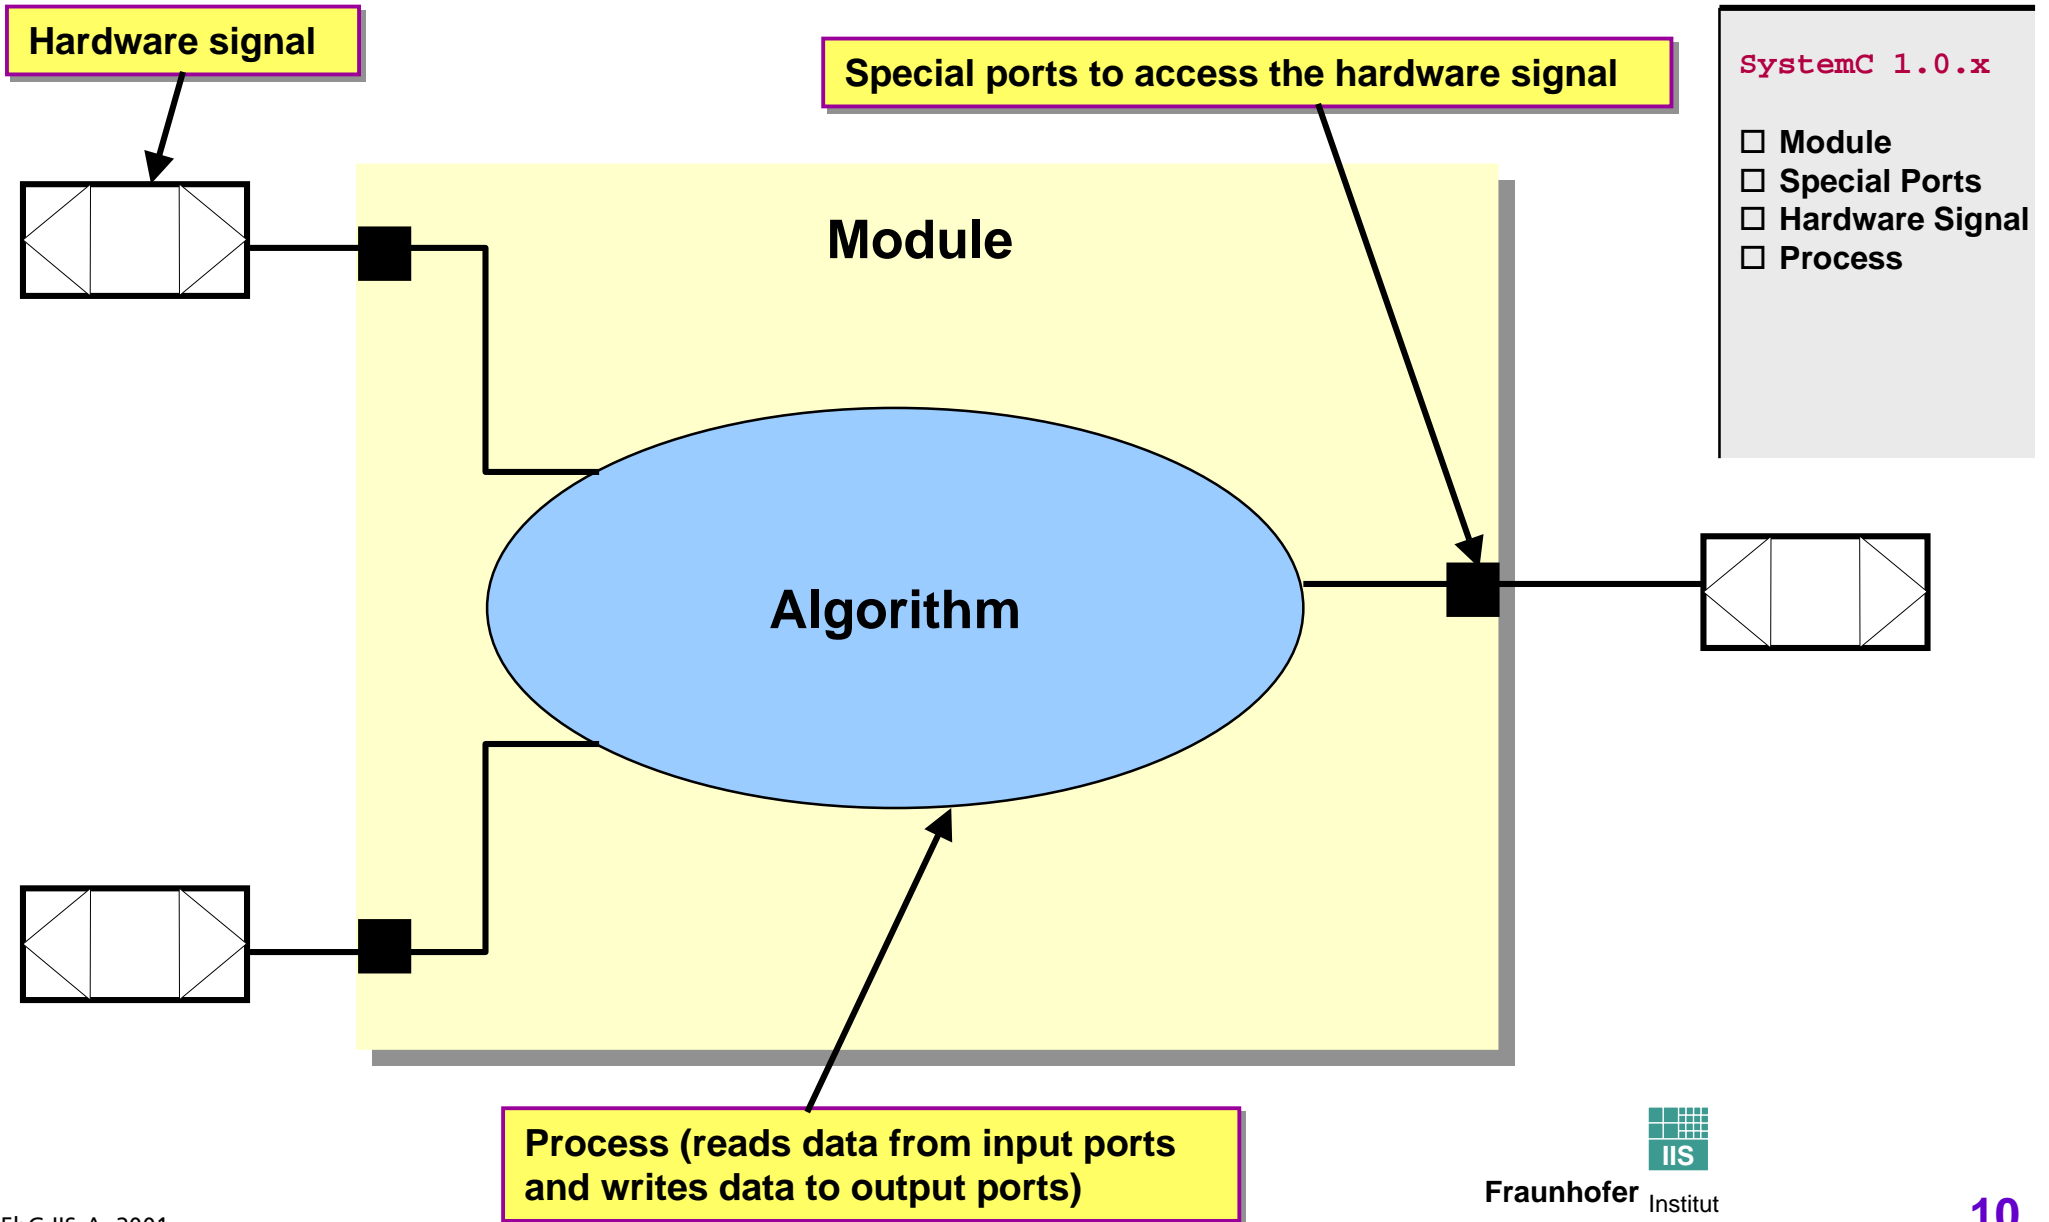 Hardware signal
Special ports to access the hardware signal
SystemC 1.0.x
Module
Special Ports
Hardware Signal
Process
Module
Algorithm
Process (reads data from input ports
and writes data to output ports)
IIS
Fraunhofer Institut
10